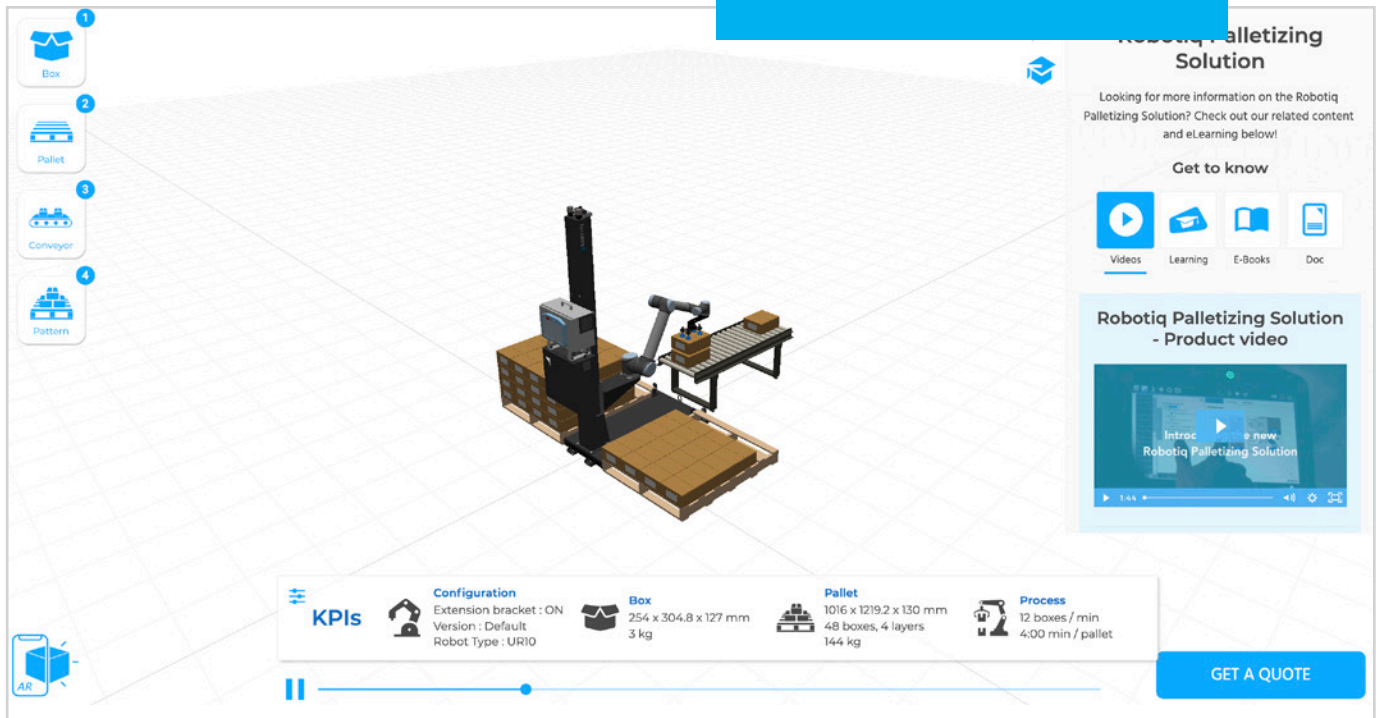 1
Box
2
Pallet
3
Conveyor
4
Pattern
AR
Robotiq Palletizing
Solution
Looking for more information on the Robotiq
Palletizing Solution? Check out our related content
and eLearning below!
Get to know
Videos
Learning
E-Books
Doc
Robotiq Palletizing Solution
- Product video
new
Robotiq Palletizing Solution
1:44
KPIs
Configuration
Extension bracket : ON
Version : Default
Robot Type : UR10
Box
254 x 304.8 x 127 mm
3 kg
Pallet
1016 x 1219.2 x 130 mm
48 boxes, 4 layers
144 kg
Process
12 boxes / min
4:00 min / pallet
GET A QUOTE